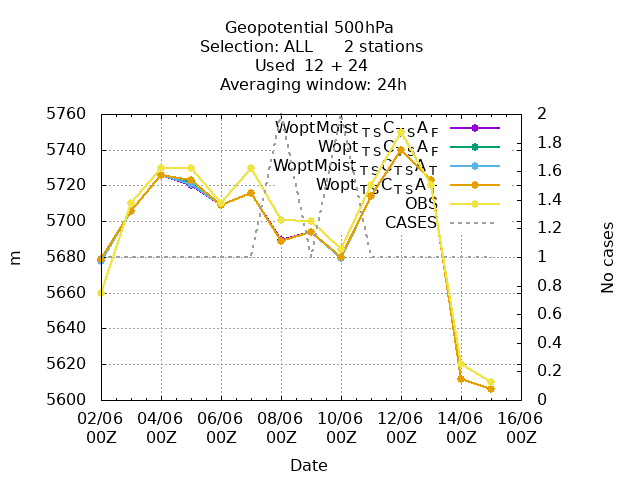 Geopotential 500hPa
Selection: ALL 2 stations
Used 12 + 24
Averaging window: 24h
5760
5740
5720
5700
5680
5660
5640
5620
5600
m
2
1.8
1.6
1.4
1.2
1
0.8
0.6
0.4
0.2
0
No cases
WoptMoist TS C TS A F
Wopt TS C TS A F
WoptMoist TS C TS A T
Wopt TS C TS A T
OBS
CASES
02/06 04/06 06/06 08/06 10/06 12/06 14/06 16/06
00Z 00Z 00Z 00Z 00Z 00Z 00Z 00Z
Date